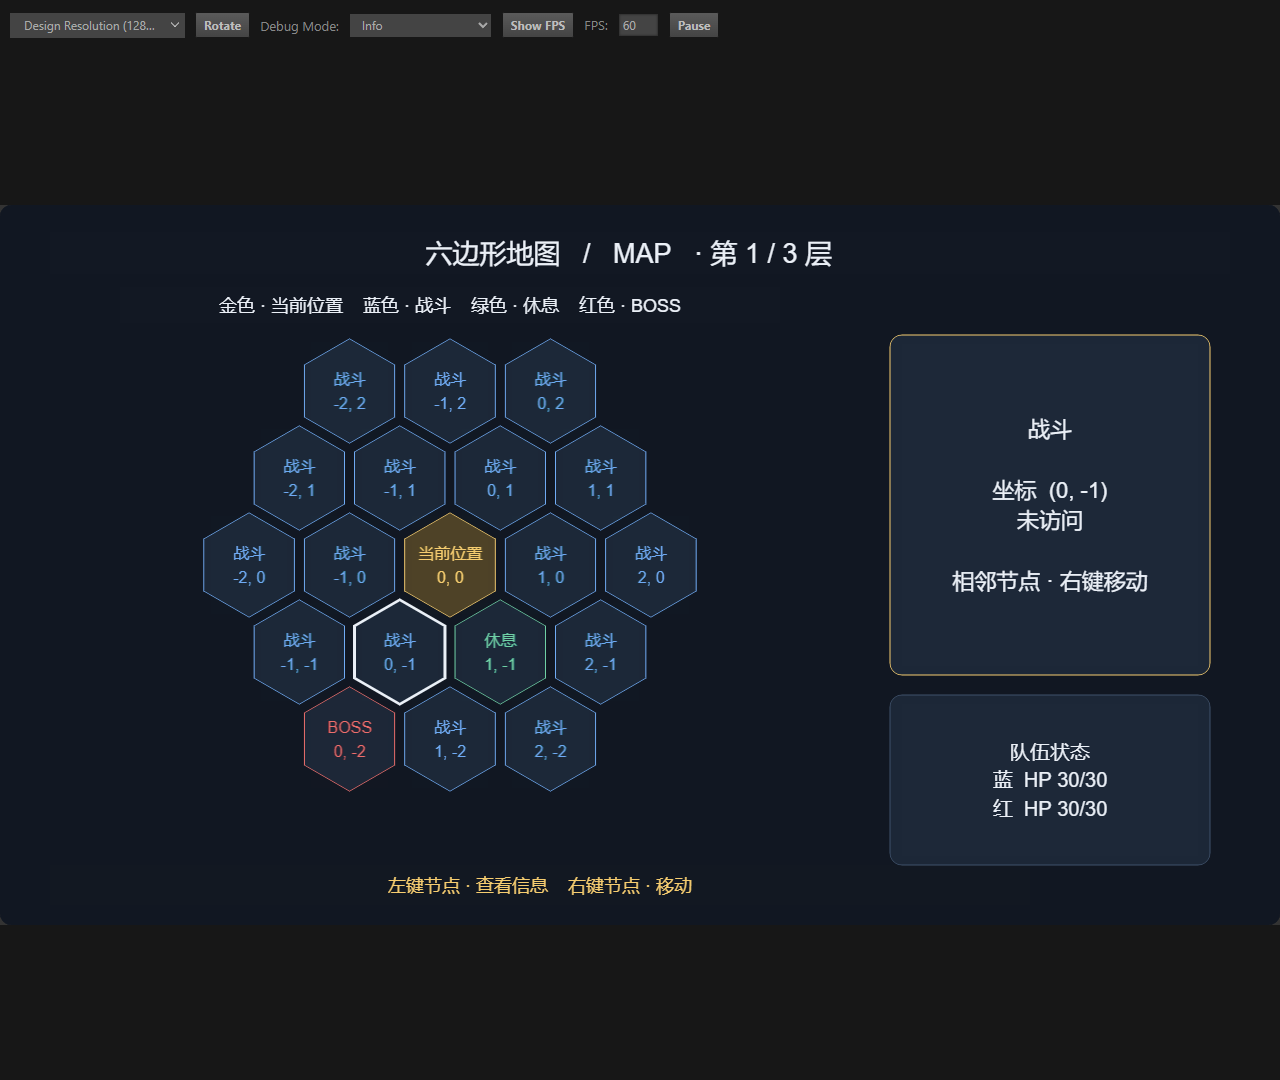 Design Resolution (128... Rotate Debug Mode: Info Show FPS FPS: 60 Pause
六边形地图 / MAP · 第 1 / 3 层
金色 · 当前位置 蓝色 · 战斗 绿色 · 休息 红色 · BOSS
战斗 战斗 战斗
-2, 2 -1, 2 0, 2
战斗 战斗 战斗 战斗
-2, 1 -1, 1 0, 1 1, 1
战斗 战斗 当前位置 战斗 战斗
-2, 0 -1, 0 0, 0 1, 0 2, 0
战斗 战斗 休息 战斗
-1, -1 0, -1 1, -1 2, -1
BOSS 战斗 战斗
0, -2 1, -2 2, -2
战斗
坐标 (0, -1)
未访问
相邻节点 · 右键移动
队伍状态
蓝 HP 30/30
红 HP 30/30
左键节点 · 查看信息 右键节点 · 移动